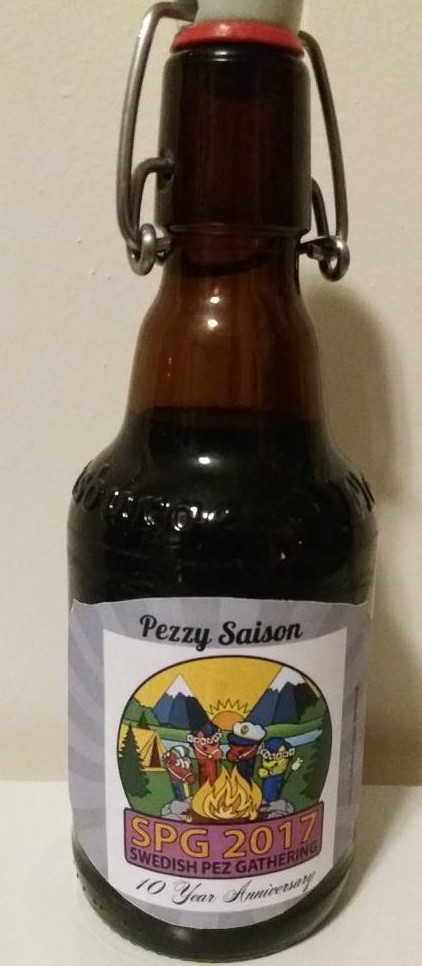 Pezzy Saison
SPG 2017
SWEDISH PEZ GATHERING
10 Year Anniversary